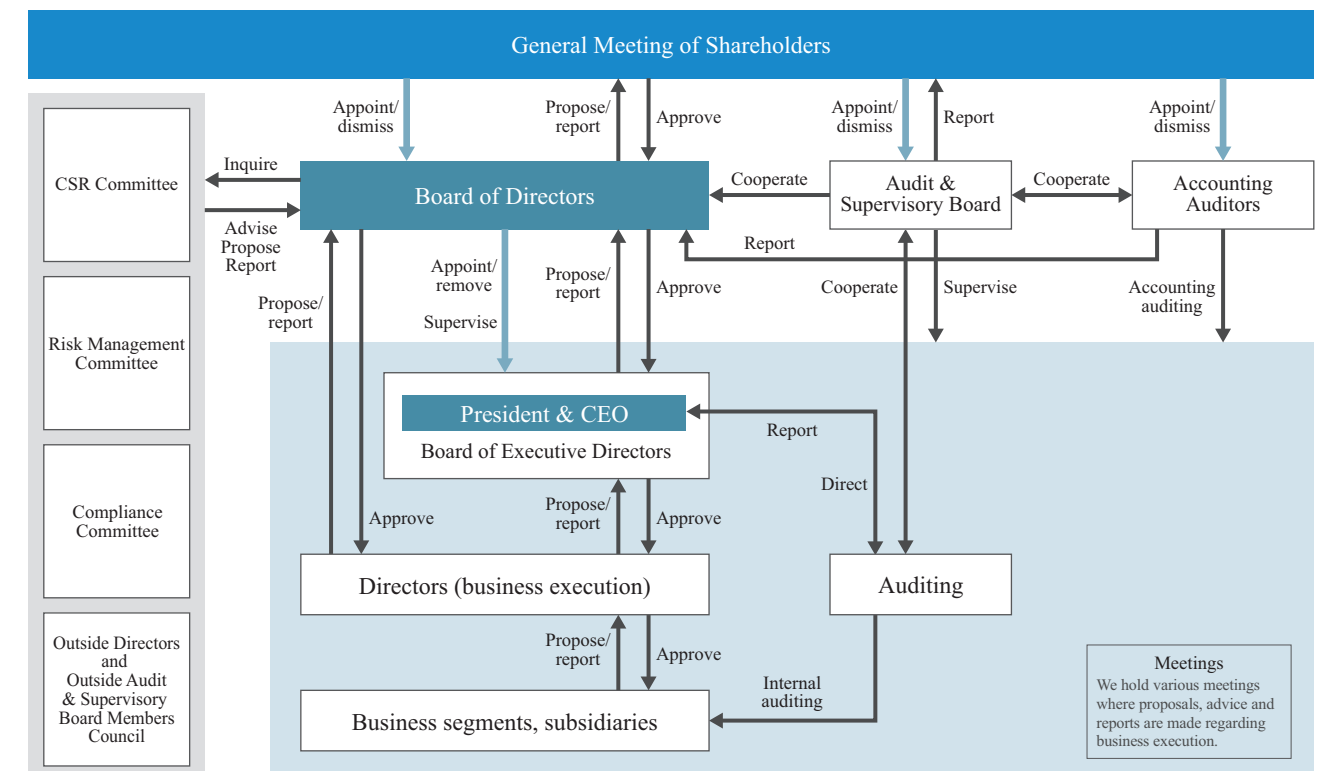 General Meeting of Shareholders
Appoint/
dismiss
Propose/
report
Approve
Appoint/
dismiss
Report
Appoint/
dismiss
CSR Committee
Inquire
Advise
Propose
Report
Board of Directors
Cooperate
Audit &
Supervisory Board
Cooperate
Accounting
Auditors
Report
Propose/
report
Appoint/
remove
Supervise
Propose/
report
Approve
Cooperate
Supervise
Accounting
auditing
Risk Management
Committee
President & CEO
Board of Executive Directors
Report
Direct
Compliance
Committee
Approve
Propose/
report
Approve
Directors (business execution)
Auditing
Outside Directors
and
Outside Audit
& Supervisory
Board Members
Council
Propose/
report
Approve
Internal
auditing
Business segments, subsidiaries
Meetings
We hold various meetings
where proposals, advice and
reports are made regarding
business execution.